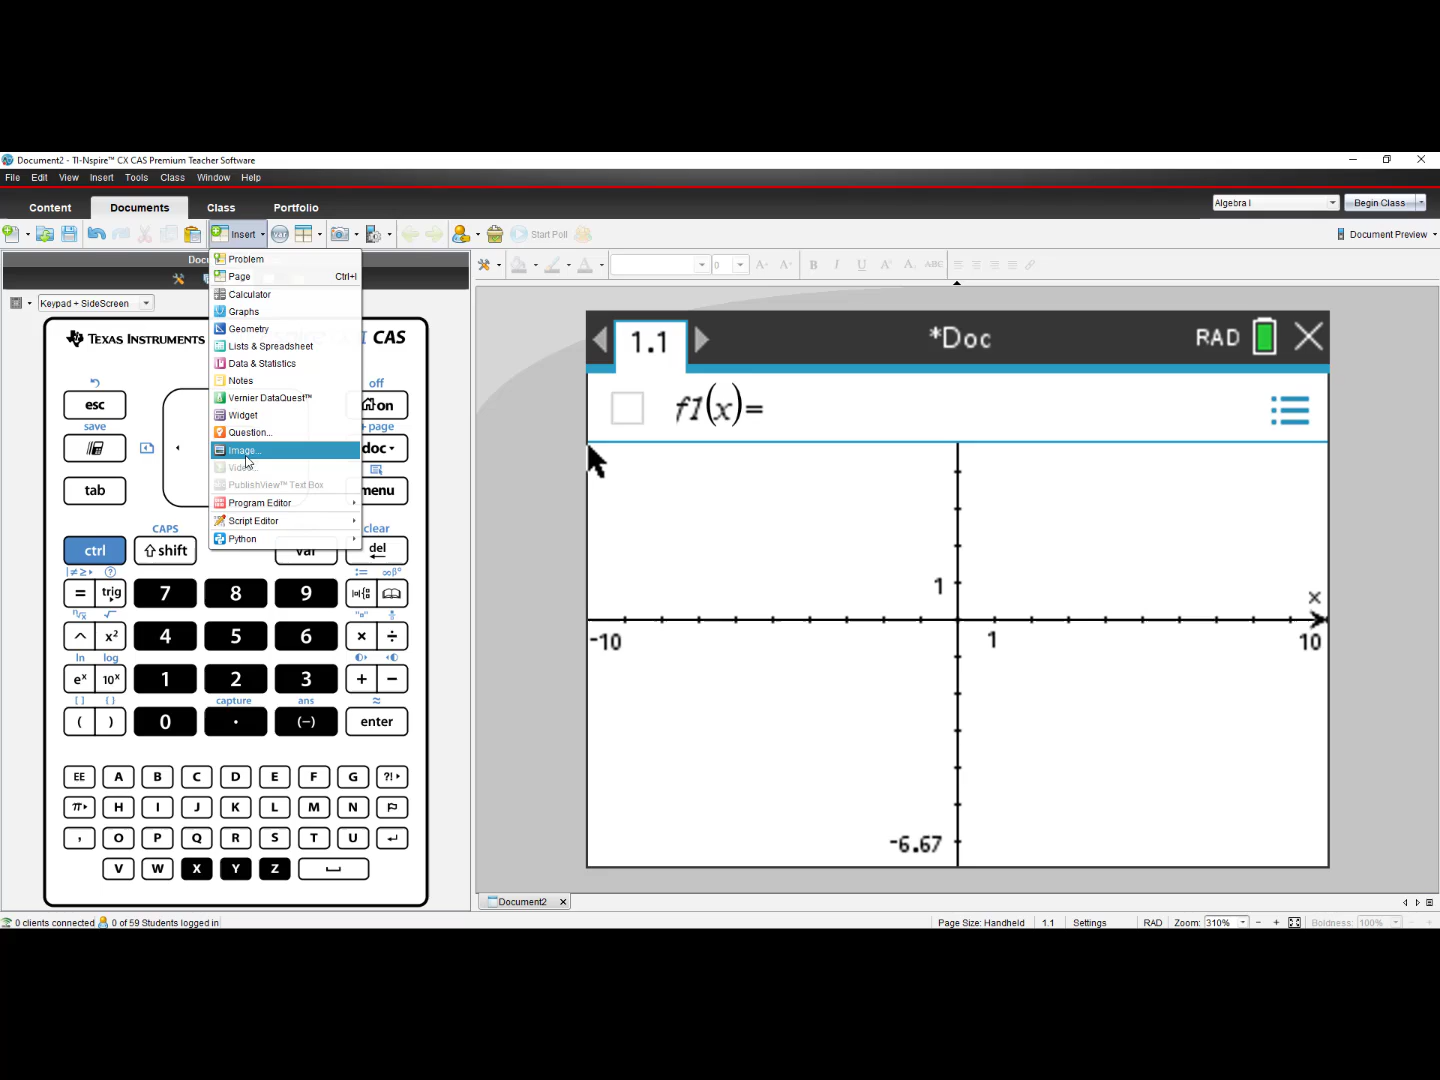 Document2 - TI-Nspire™ CX CAS Premium Teacher Software
File Edit View Insert Tools Class Window Help
Content Documents Class Portfolio
Algebra I Begin Class
Insert VAR Start Poll Document Preview
Docu
0 B I U ABC
Keypad + SideScreen
Problem
Page Ctrl+I
Calculator
Graphs
Geometry
Lists & Spreadsheet
Data & Statistics
Notes
Vernier DataQuest™
Widget
Question...
Image...
Video...
PublishView™ Text Box
Program Editor
Script Editor
Python
TEXAS INSTRUMENTS CAS
off
esc on
save +page
doc
tab menu
CAPS clear
ctrl shift var del
= trig 7 8 9
^ x² 4 5 6 × ÷
ln log
eˣ 10ˣ 1 2 3 + −
[ ] { } capture ans ≈
( ) 0 . (−) enter
EE A B C D E F G ?!
π H I J K L M N
, O P Q R S T U
V W X Y Z
1.1 *Doc RAD
f1(x)=
1
x
-10 1 10
-6.67
Document2
0 clients connected 0 of 59 Students logged in
Page Size: Handheld 1.1 Settings RAD Zoom: 310% − + Boldness: 100%